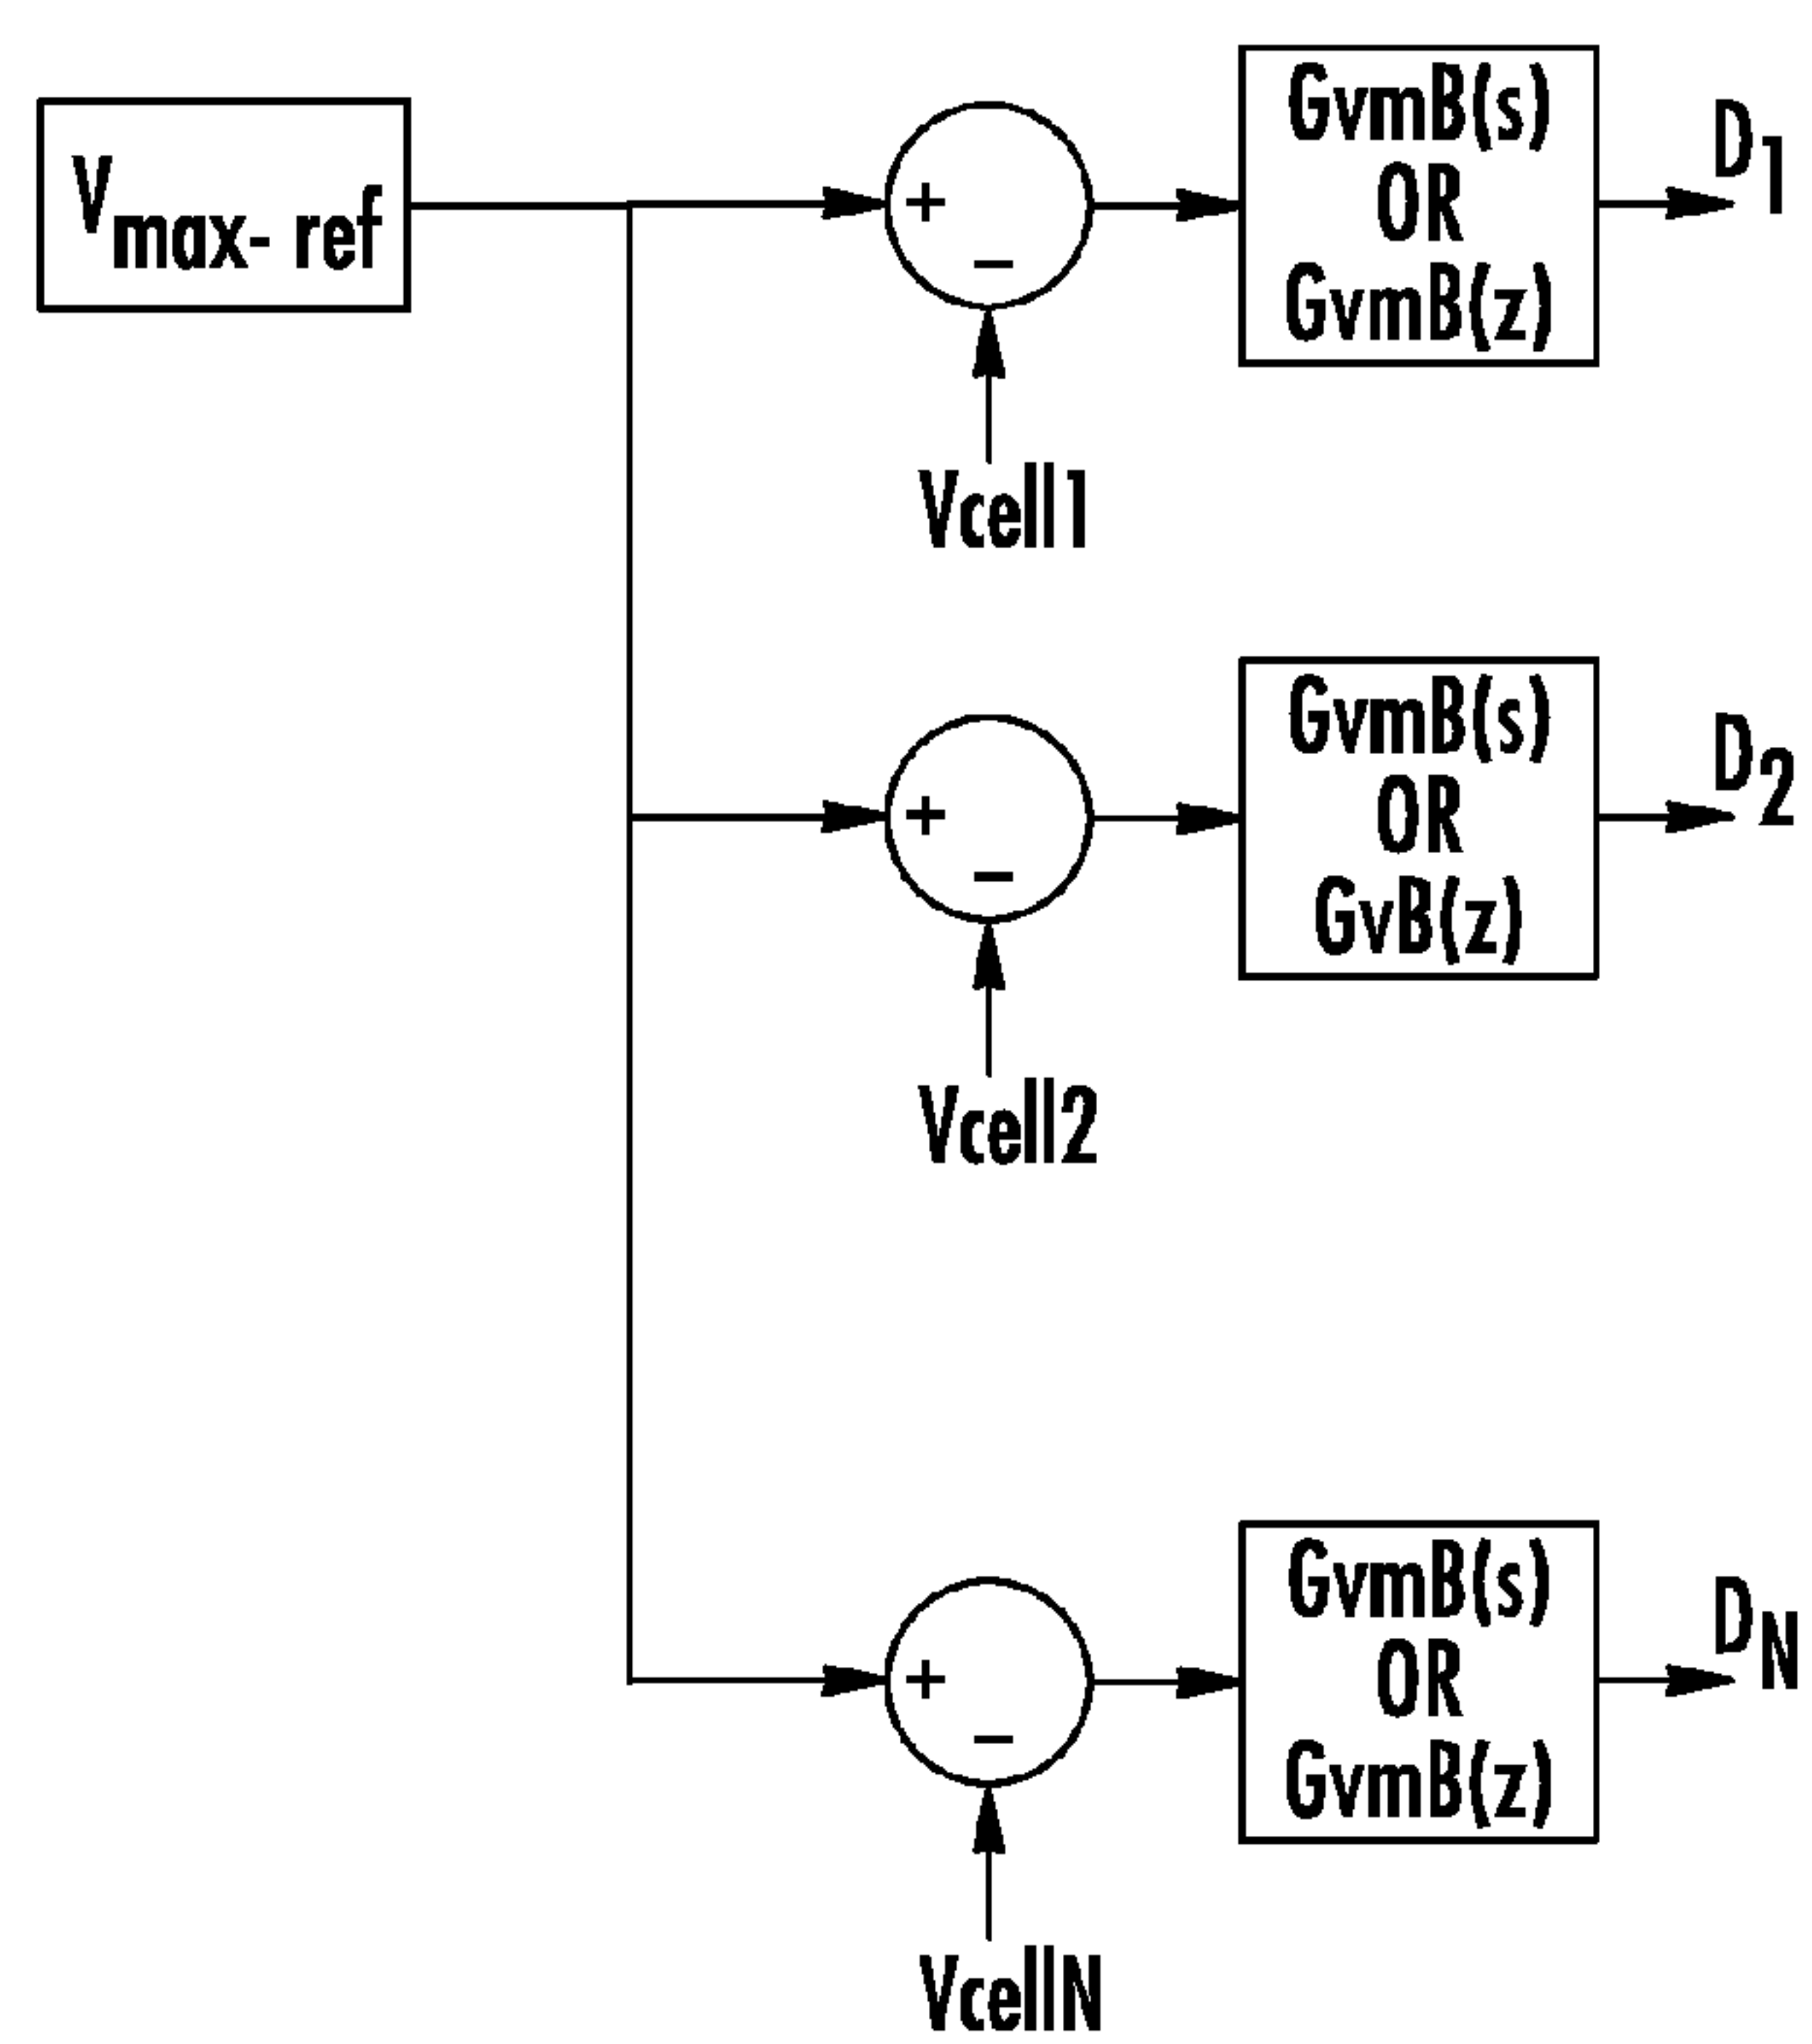 Vmax- ref
+
−
Vcell1
GvmB(s)
OR
GvmB(z)
D1
+
−
Vcell2
GvmB(s)
OR
GvB(z)
D2
+
−
VcellN
GvmB(s)
OR
GvmB(z)
DN